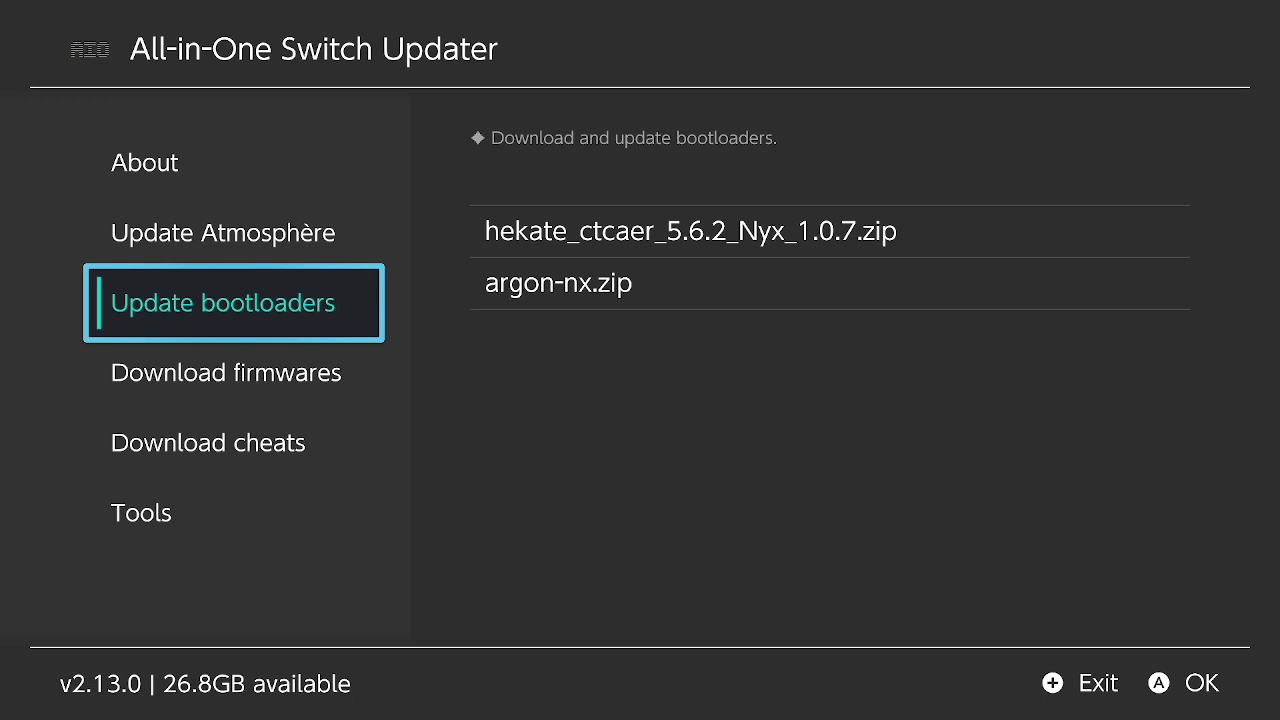 AIO All-in-One Switch Updater
About
Update Atmosphère
Update bootloaders
Download firmwares
Download cheats
Tools
Download and update bootloaders.
hekate_ctcaer_5.6.2_Nyx_1.0.7.zip
argon-nx.zip
v2.13.0 | 26.8GB available
+ Exit A OK